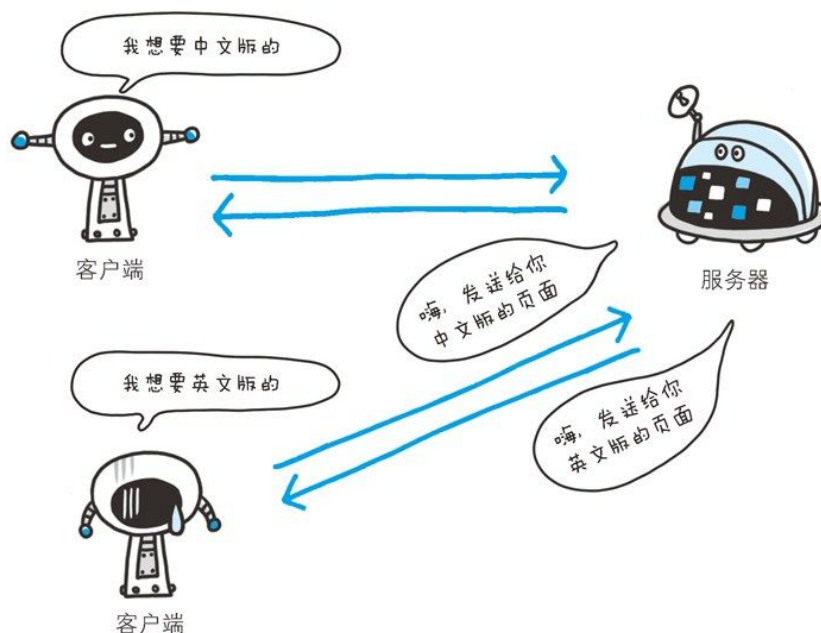 我想要中文版的
客户端
服务器
嗨，发送给你
中文版的页面
我想要英文版的
嗨，发送给你
英文版的页面
客户端